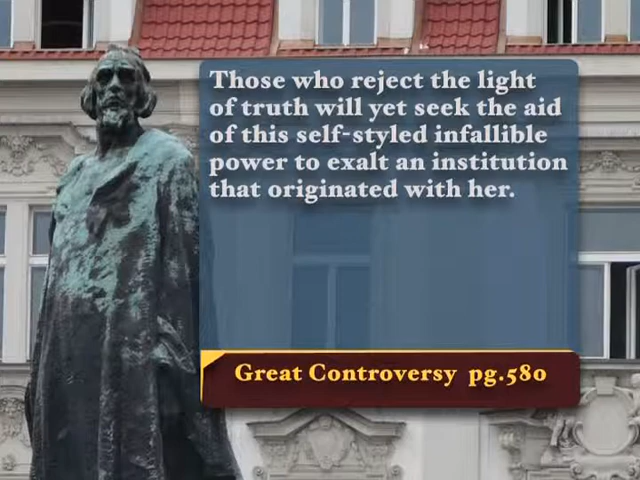 Those who reject the light
of truth will yet seek the aid
of this self-styled infallible
power to exalt an institution
that originated with her.
Great Controversy pg.580